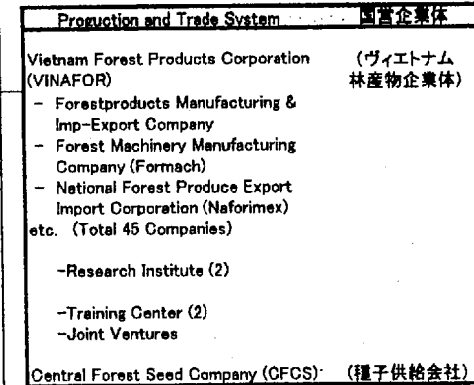 Production and Trade System 国営企業体
Vietnam Forest Products Corporation (ヴィエトナム
(VINAFOR) 林産物企業体)
- Forestproducts Manufacturing &
Imp-Export Company
- Forest Machinery Manufacturing
Company (Formach)
- National Forest Produce Export
Import Corporation (Naforimex)
etc. (Total 45 Companies)
-Research Institute (2)
-Training Center (2)
-Joint Ventures
Central Forest Seed Company (CFCS) (種子供給会社)